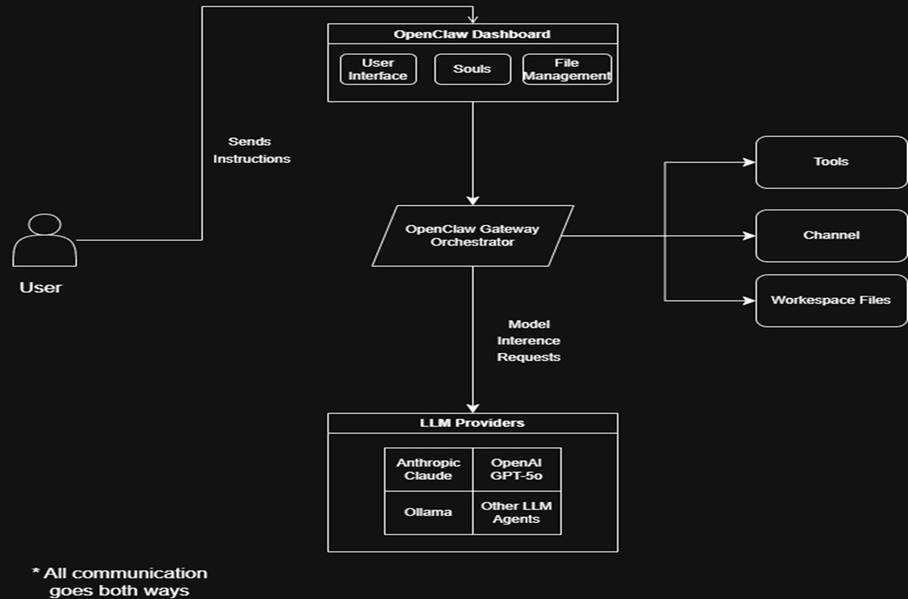 OpenClaw Dashboard
User
Interface
Souls
File
Management
Sends
Instructions
Tools
OpenClaw Gateway
Orchestrator
Channel
User
Workespace Files
Model
Interence
Requests
LLM Providers
Anthropic
Claude
OpenAI
GPT-5o
Ollama
Other LLM
Agents
* All communication
goes both ways